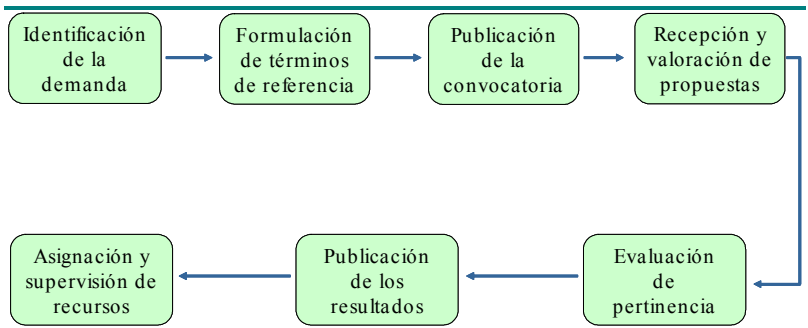 Identificación
de la
demanda
Formulación
de términos
de referencia
Publicación
de la
convocatoria
Recepción y
valoración de
propuestas
Evaluación
de
pertinencia
Publicación
de los
resultados
Asignación y
supervisión de
recursos